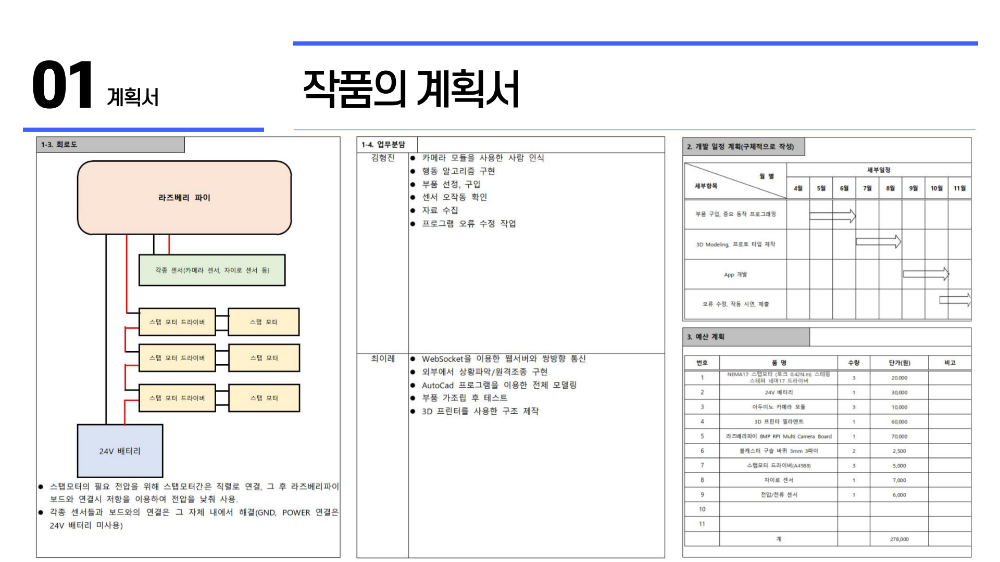 01 계획서
작품의 계획서
1-3. 회로도
라즈베리 파이
각종 센서(카메라 센서, 자이로 센서 등)
스탭 모터 드라이버
스탭 모터
스탭 모터 드라이버
스탭 모터
스탭 모터 드라이버
스탭 모터
24V 배터리
● 스탭모터의 필요 전압을 위해 스탭모터간은 직렬로 연결, 그 후 라즈베리파이
보드와 연결시 저항을 이용하여 전압을 낮춰 사용.
● 각종 센서들과 보드와의 연결은 그 자체 내에서 해결(GND, POWER 연결은
24V 배터리 미사용)
1-4. 업무분담
김형진
● 카메라 모듈을 사용한 사람 인식
● 행동 알고리즘 구현
● 부품 선정, 구입
● 센서 오작동 확인
● 자료 수집
● 프로그램 오류 수정 작업
최이레
● WebSocket을 이용한 웹서버와 쌍방향 통신
● 외부에서 상황파악/원격조종 구현
● AutoCad 프로그램을 이용한 전체 모델링
● 부품 가조립 후 테스트
● 3D 프린터를 사용한 구조 제작
2. 개발 일정 계획(구체적으로 작성)
월 별
세부항목
세부일정
4월 5월 6월 7월 8월 9월 10월 11월
부품 구입, 중요 동작 프로그래밍
3D Modeling, 프로토 타입 제작
App 개발
오류 수정, 작동 시연, 제출
3. 예산 계획
번호 품 명 수량 단가(원) 비고
1 NEMA17 스텝모터 (토크 0.42N.m) 스테핑
스테퍼 네마17 드라이버 3 20.000
2 24V 배터리 1 30,000
3 아두이노 카메라 모듈 3 10,000
4 3D 프린터 필라멘트 1 60,000
5 라즈베리파이 8MP RPI Multi Camera Board 1 70,000
6 볼캐스터 구슬 바퀴 3mm 3파이 2 2,500
7 스탭모터 드라이버(A4988) 3 5,000
8 자이로 센서 1 7,000
9 전압/전류 센서 1 6,000
10
11
계 278,000